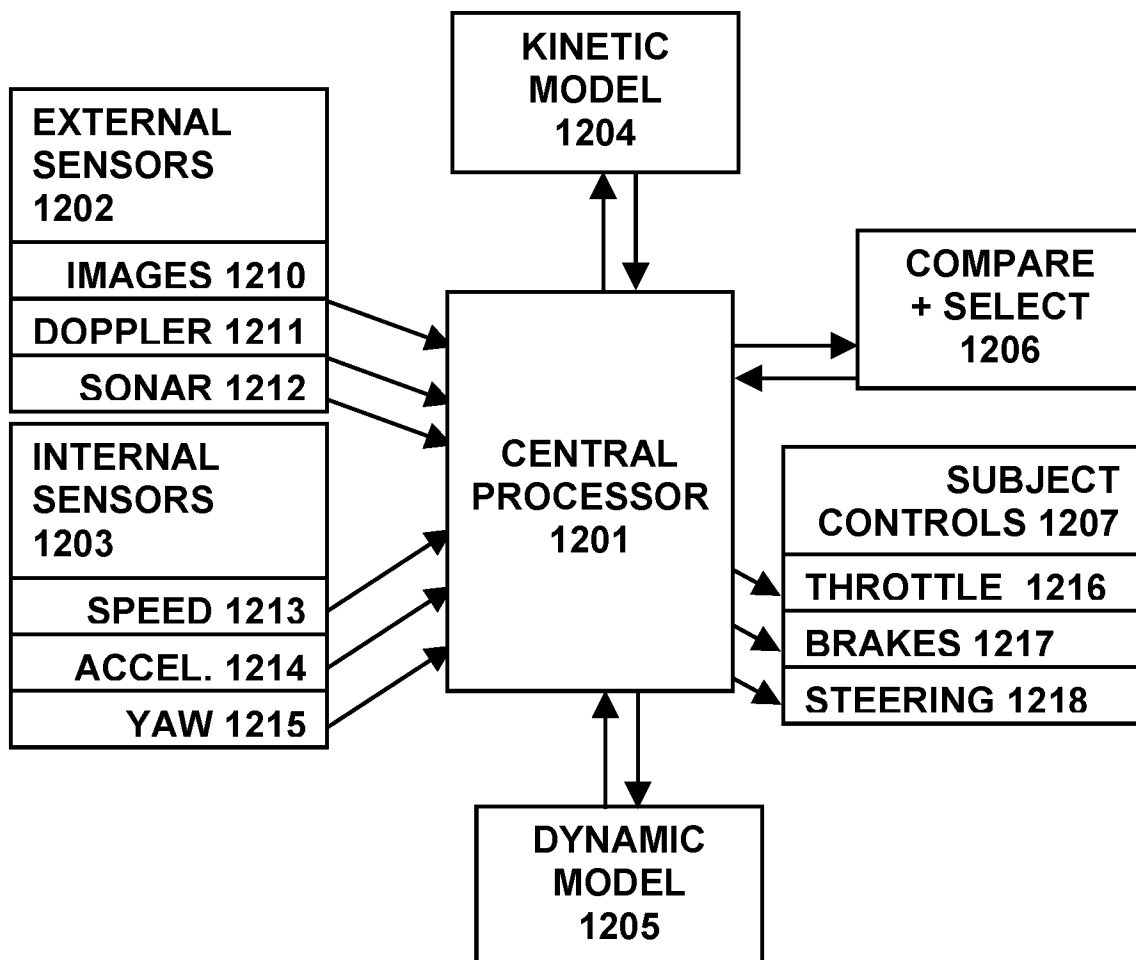 KINETIC
MODEL
1204
EXTERNAL
SENSORS
1202
IMAGES 1210
DOPPLER 1211
SONAR 1212
COMPARE
+ SELECT
1206
INTERNAL
SENSORS
1203
SPEED 1213
ACCEL. 1214
YAW 1215
CENTRAL
PROCESSOR
1201
SUBJECT
CONTROLS 1207
THROTTLE 1216
BRAKES 1217
STEERING 1218
DYNAMIC
MODEL
1205